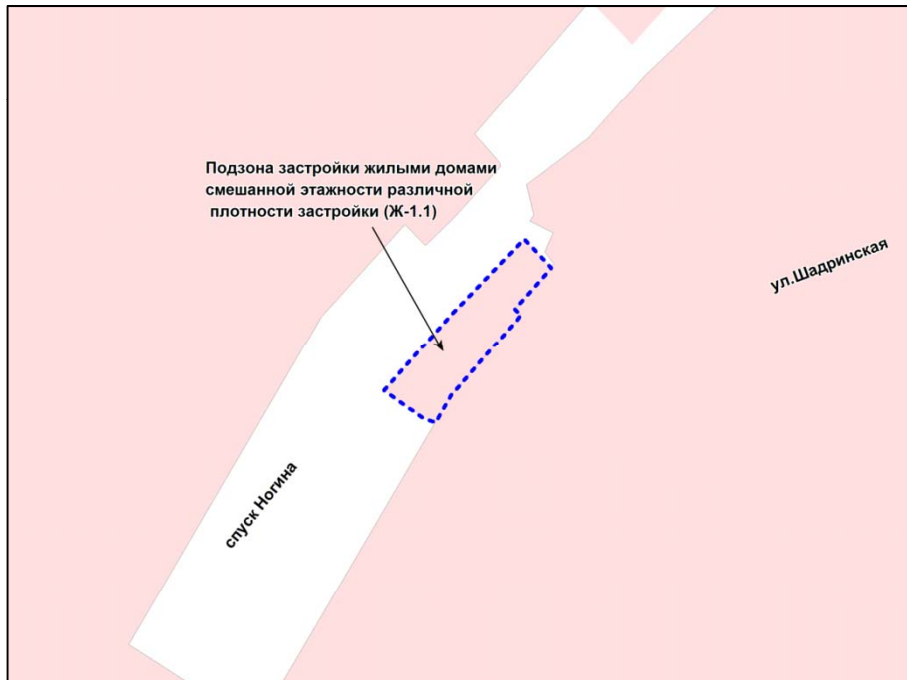 Подзона застройки жилыми домами
смешанной этажности различной
плотности застройки (Ж-1.1)
ул.Шадринская
спуск Ногина